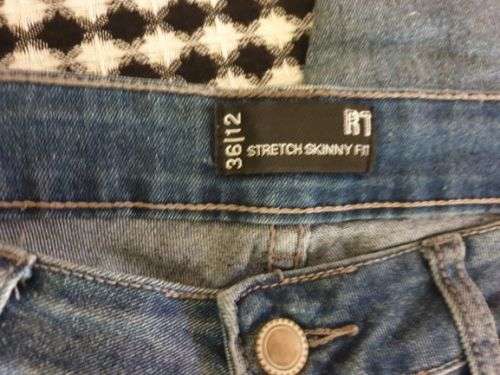 36|12
R1
STRETCH SKINNY FIT